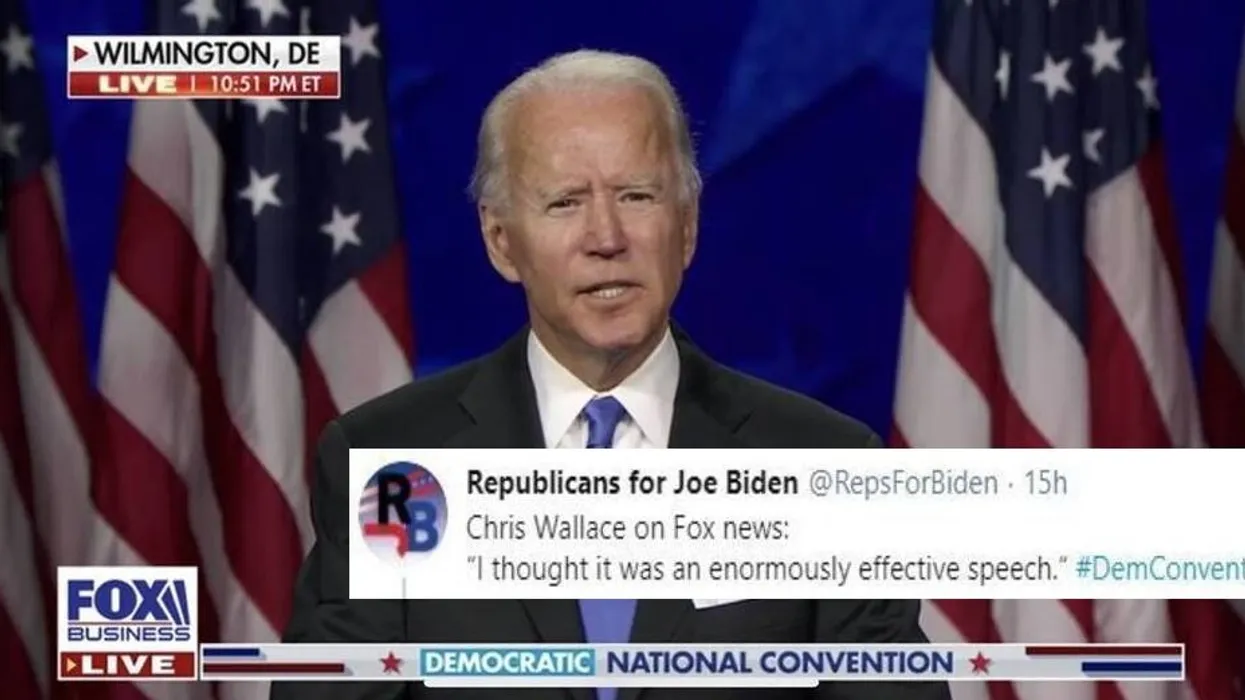 WILMINGTON, DE
LIVE | 10:51 PM ET
Republicans for Joe Biden @RepsForBiden · 15h
Chris Wallace on Fox news:
"I thought it was an enormously effective speech." #DemConvent
RB
FOX
BUSINESS
LIVE
DEMOCRATIC NATIONAL CONVENTION